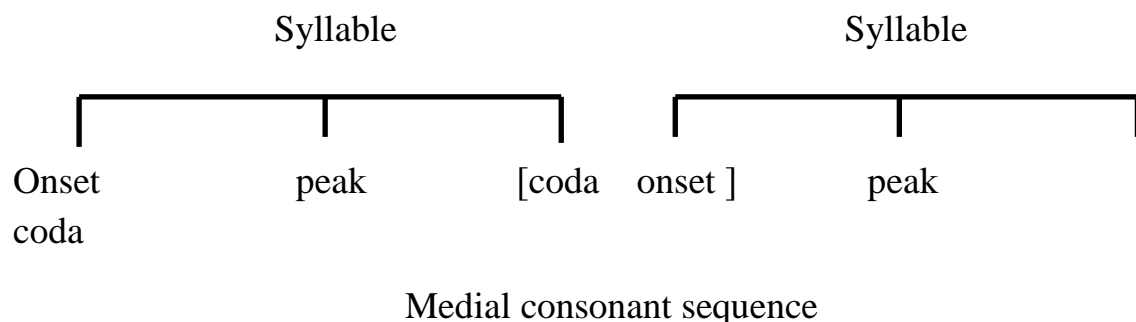 Syllable Syllable
Onset peak [coda onset ] peak
coda
Medial consonant sequence